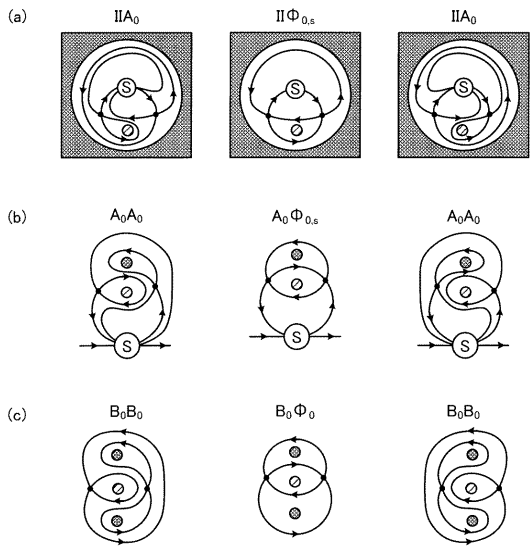 (a) IIA₀ IIΦ₀,ₛ IIA₀
S S S
(b) A₀A₀ A₀Φ₀,ₛ A₀A₀
S S S
(c) B₀B₀ B₀Φ₀ B₀B₀